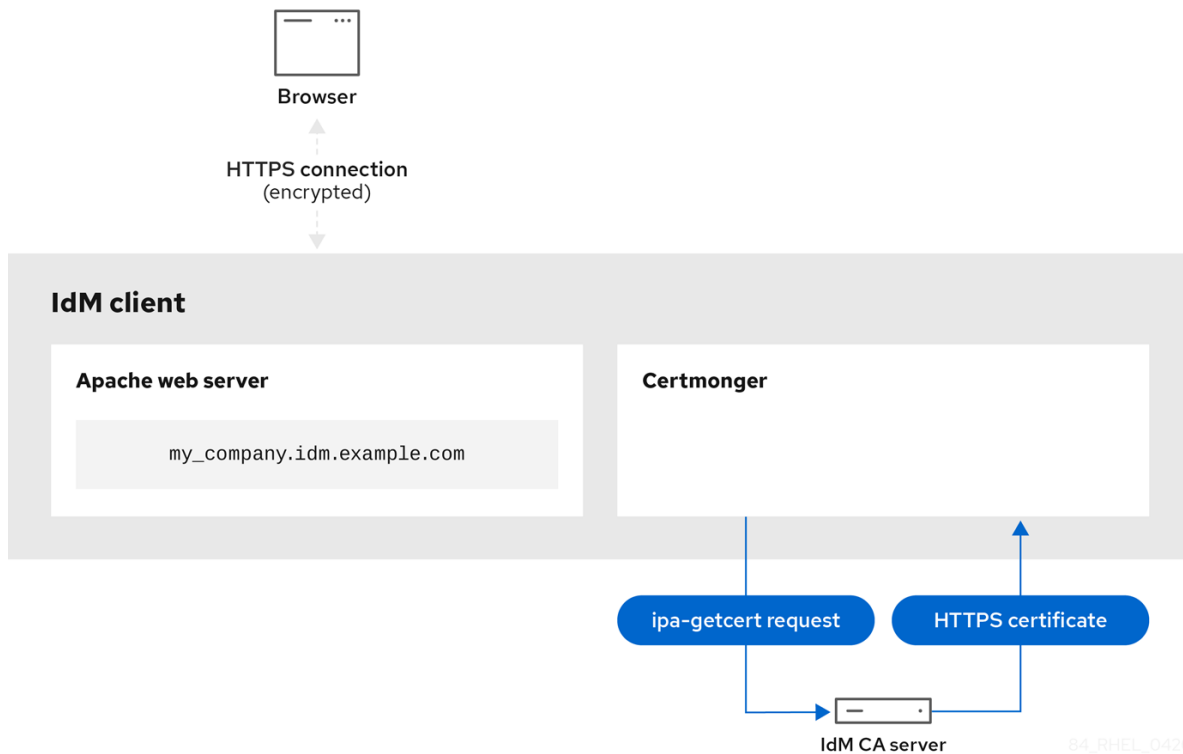 Browser
HTTPS connection
(encrypted)
IdM client
Apache web server
my_company.idm.example.com
Certmonger
ipa-getcert request
HTTPS certificate
IdM CA server